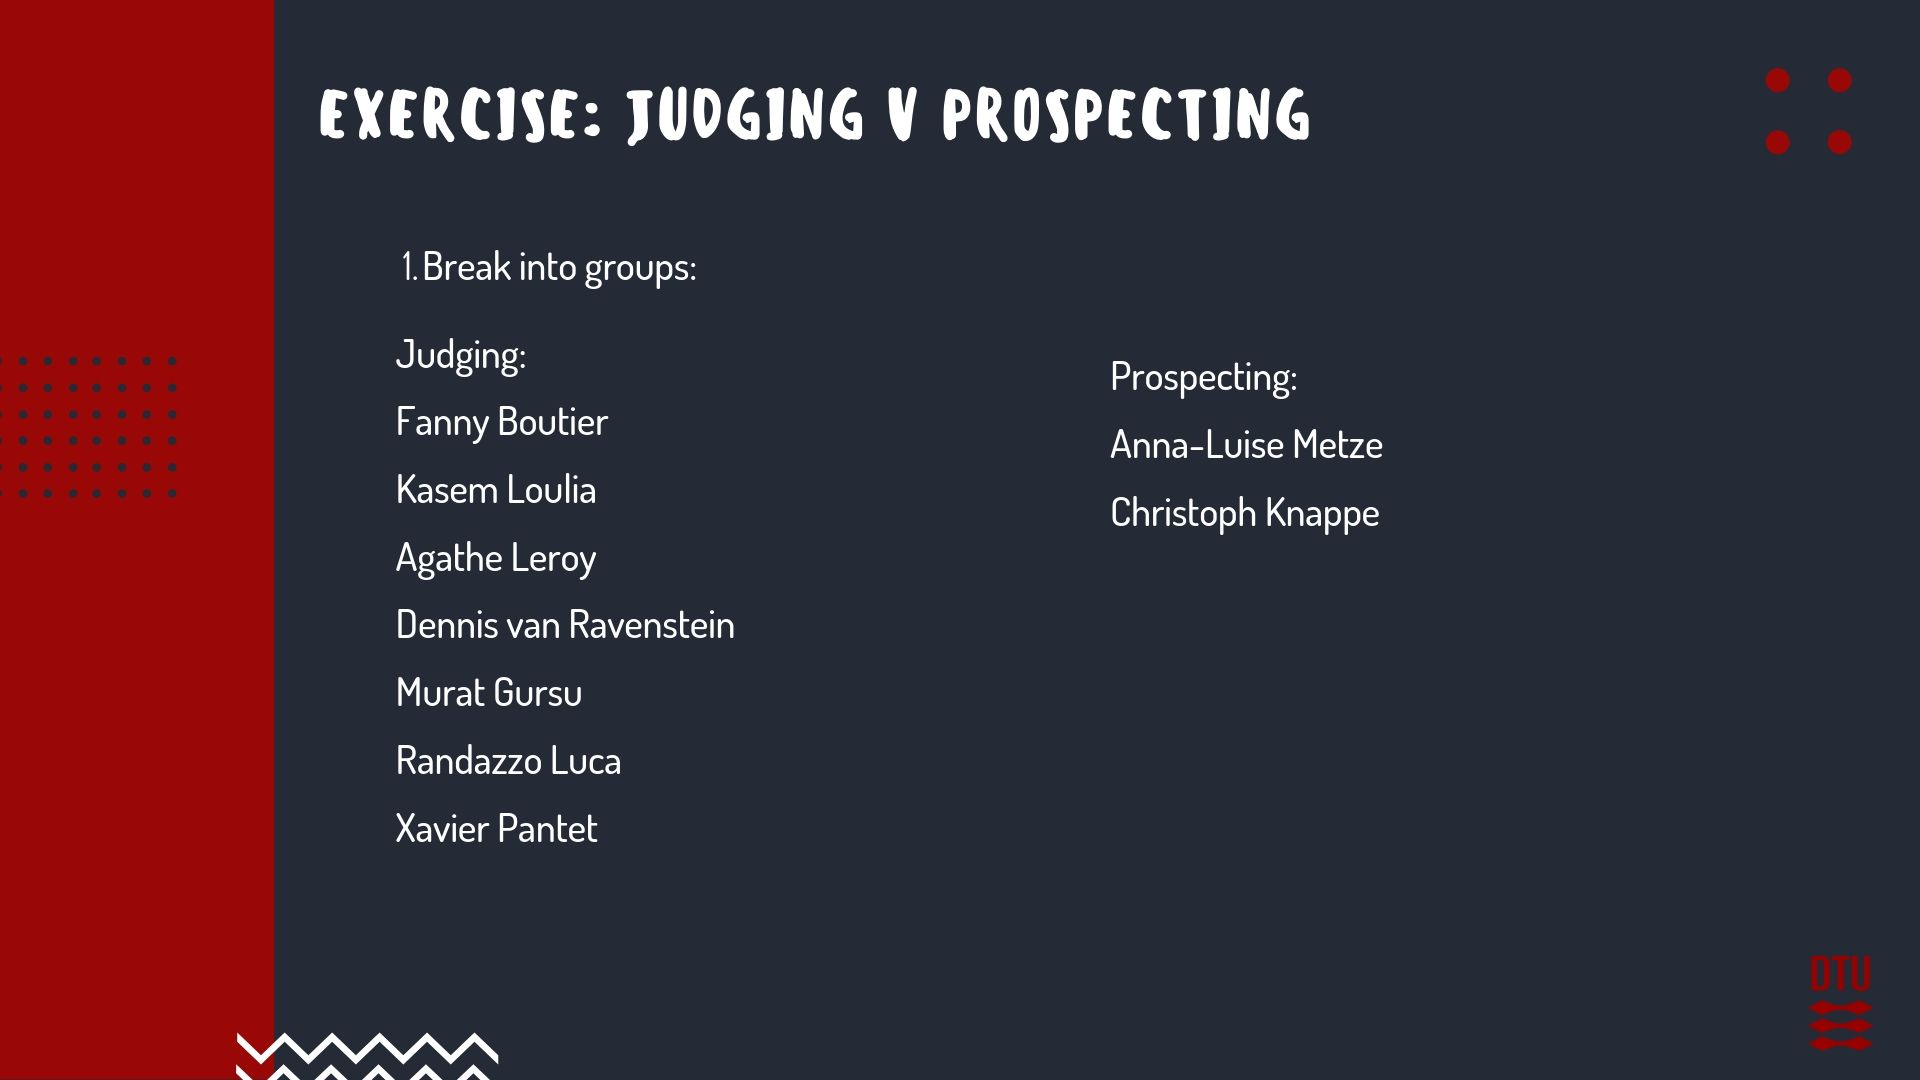 EXERCISE: JUDGING V PROSPECTING
1. Break into groups:
Judging:
Fanny Boutier
Kasem Loulia
Agathe Leroy
Dennis van Ravenstein
Murat Gursu
Randazzo Luca
Xavier Pantet
Prospecting:
Anna-Luise Metze
Christoph Knappe
DTU